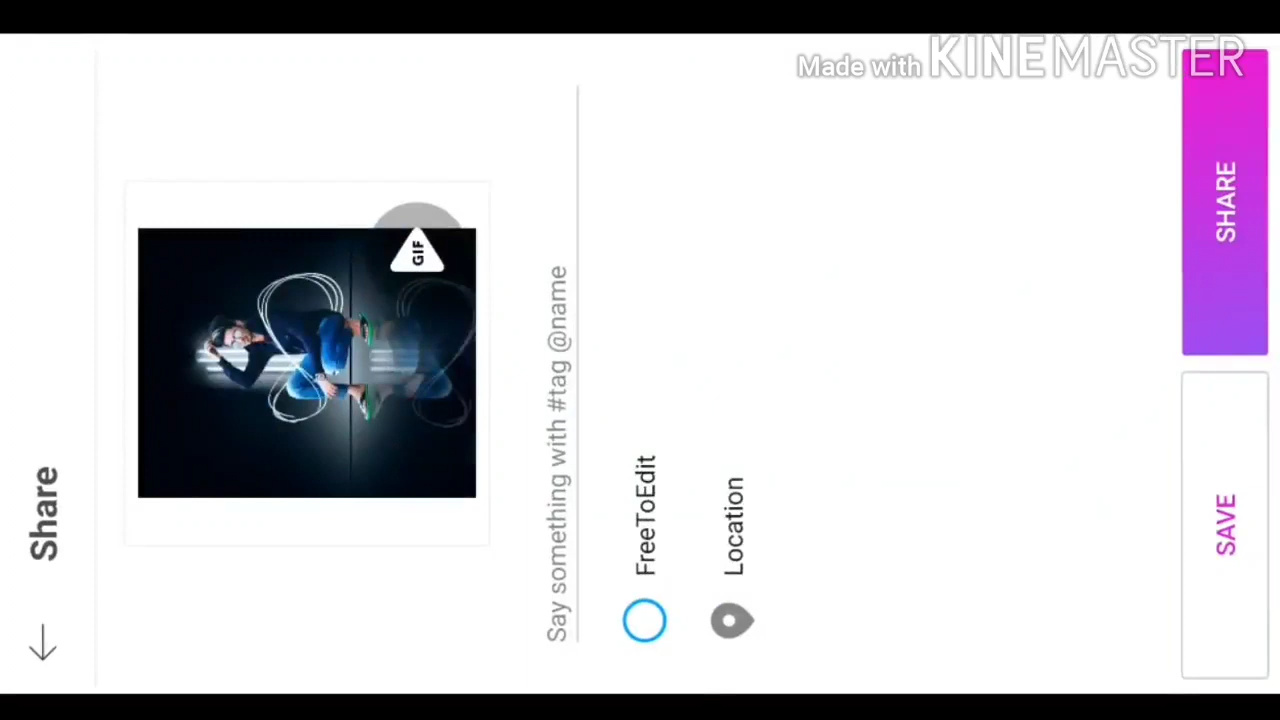 Made with KINEMASTER
Share
GIF
Say something with #tag @name
FreeToEdit
Location
SAVE
SHARE